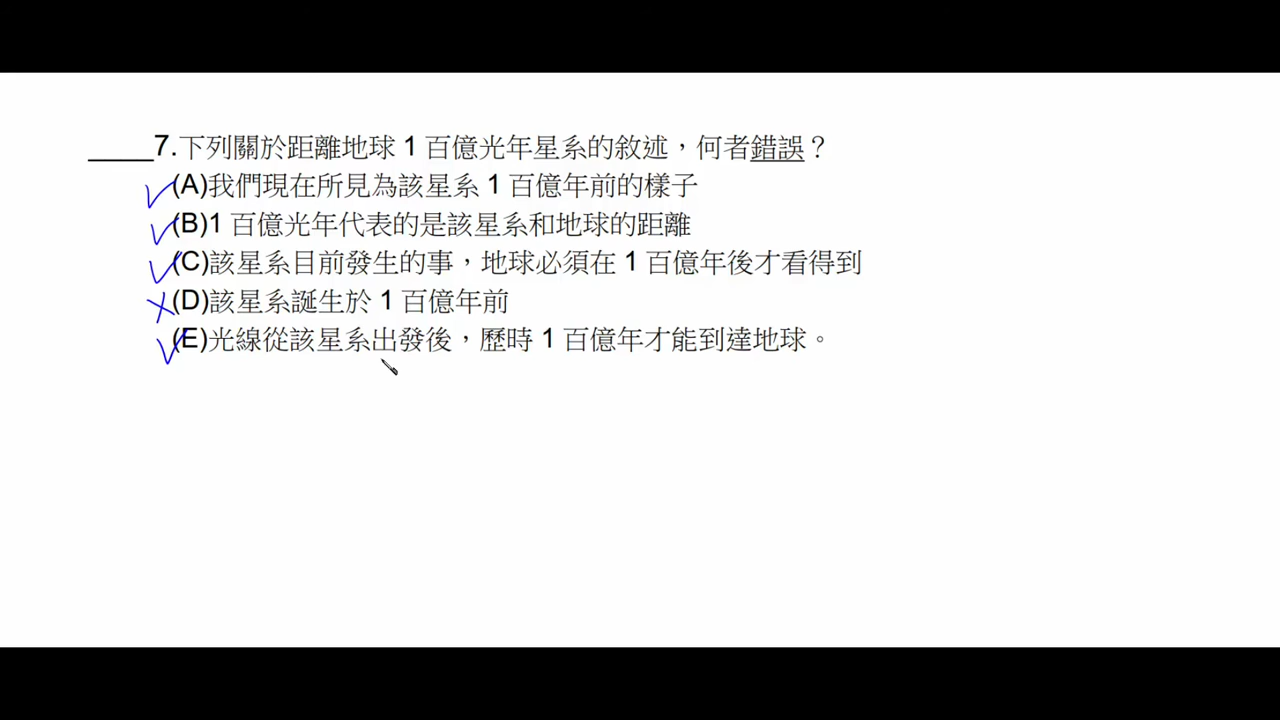 ____7.下列關於距離地球 1 百億光年星系的敘述，何者錯誤？
(A)我們現在所見為該星系 1 百億年前的樣子
(B)1 百億光年代表的是該星系和地球的距離
(C)該星系目前發生的事，地球必須在 1 百億年後才看得到
(D)該星系誕生於 1 百億年前
(E)光線從該星系出發後，歷時 1 百億年才能到達地球。